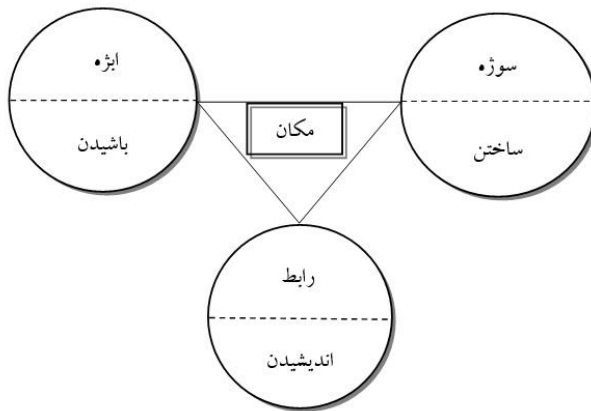 سوژه
ساختن
مکان
ابژه
باشیدن
رابط
اندیشیدن